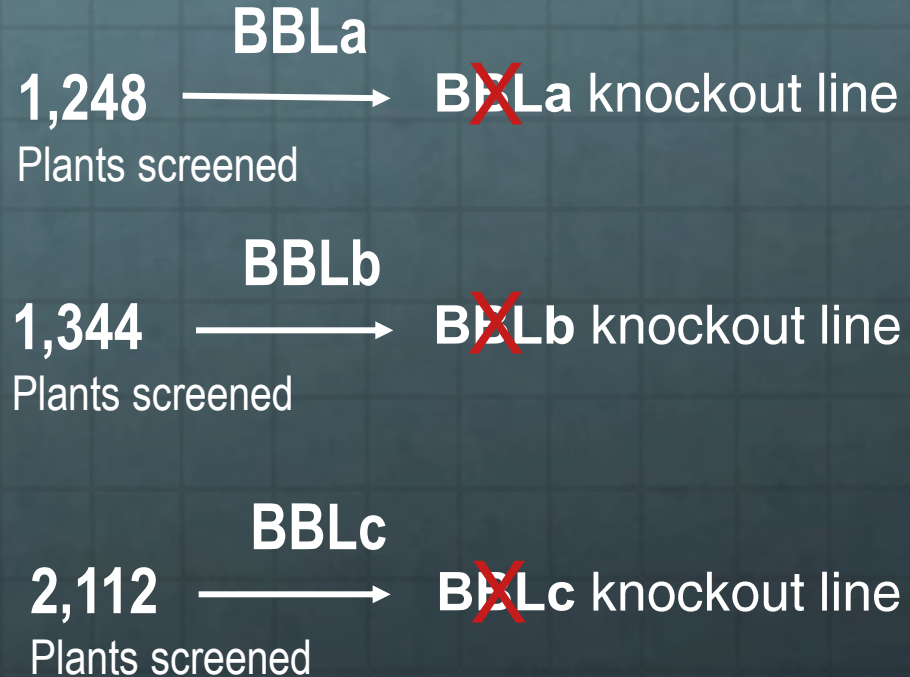 BBLa
1,248 BBLa knockout line
Plants screened
BBLb
1,344 BBLb knockout line
Plants screened
BBLc
2,112 BBLc knockout line
Plants screened